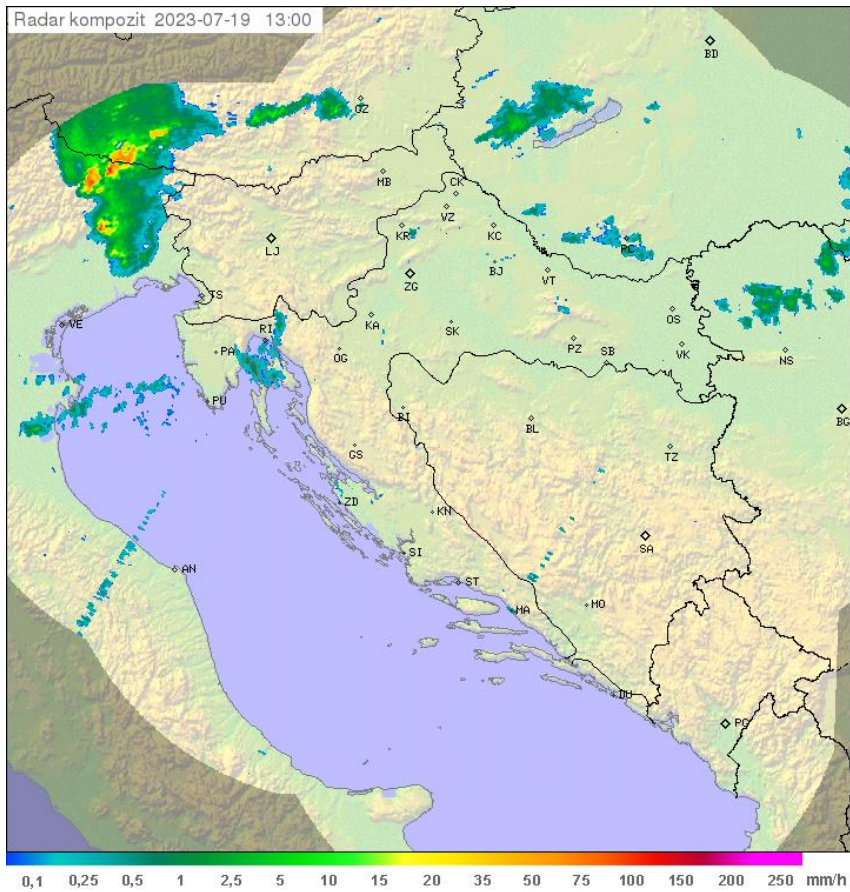 Radar kompozit 2023-07-19 13:00
BD
GZ
MB
CK
VZ
KR
KC
PC
LJ
BJ
ZG
VT
TS
OS
VE
KA
SK
RI
PZ
VK
PA
OG
SB
NS
PU
BI
BL
BG
GS
TZ
ZD
KN
SA
SI
AN
ST
MA
MO
DU
PG
0,1 0,25 0,5 1 2,5 5 10 15 20 35 50 75 100 150 200 250 mm/h